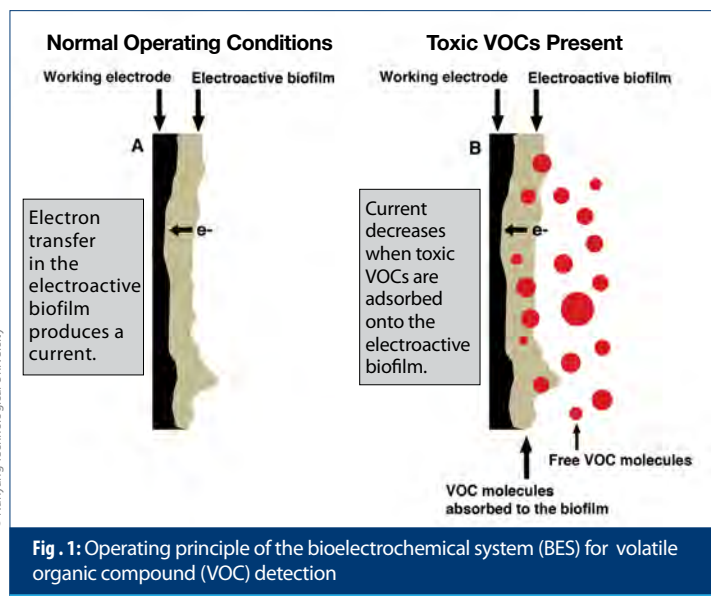 Normal Operating Conditions
Working electrode
Electroactive biofilm
A
Electron
transfer
in the
electroactive
biofilm
produces a
current.
e-
Toxic VOCs Present
Working electrode
Electroactive biofilm
B
Current
decreases
when toxic
VOCs are
adsorbed
onto the
electroactive
biofilm.
e-
Free VOC molecules
VOC molecules
absorbed to the biofilm
Fig . 1: Operating principle of the bioelectrochemical system (BES) for volatile
organic compound (VOC) detection